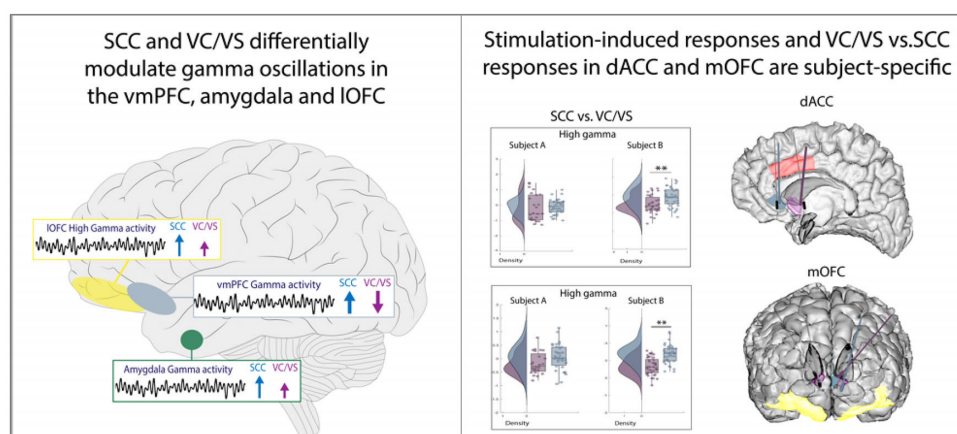 SCC and VC/VS differentially
modulate gamma oscillations in
the vmPFC, amygdala and lOFC
lOFC High Gamma activity
SCC VC/VS
vmPFC Gamma activity
SCC VC/VS
Amygdala Gamma activity
SCC VC/VS
Stimulation-induced responses and VC/VS vs.SCC
responses in dACC and mOFC are subject-specific
SCC vs. VC/VS
High gamma
Subject A Subject B
**
Density
dACC
High gamma
Subject A Subject B
**
Density
mOFC